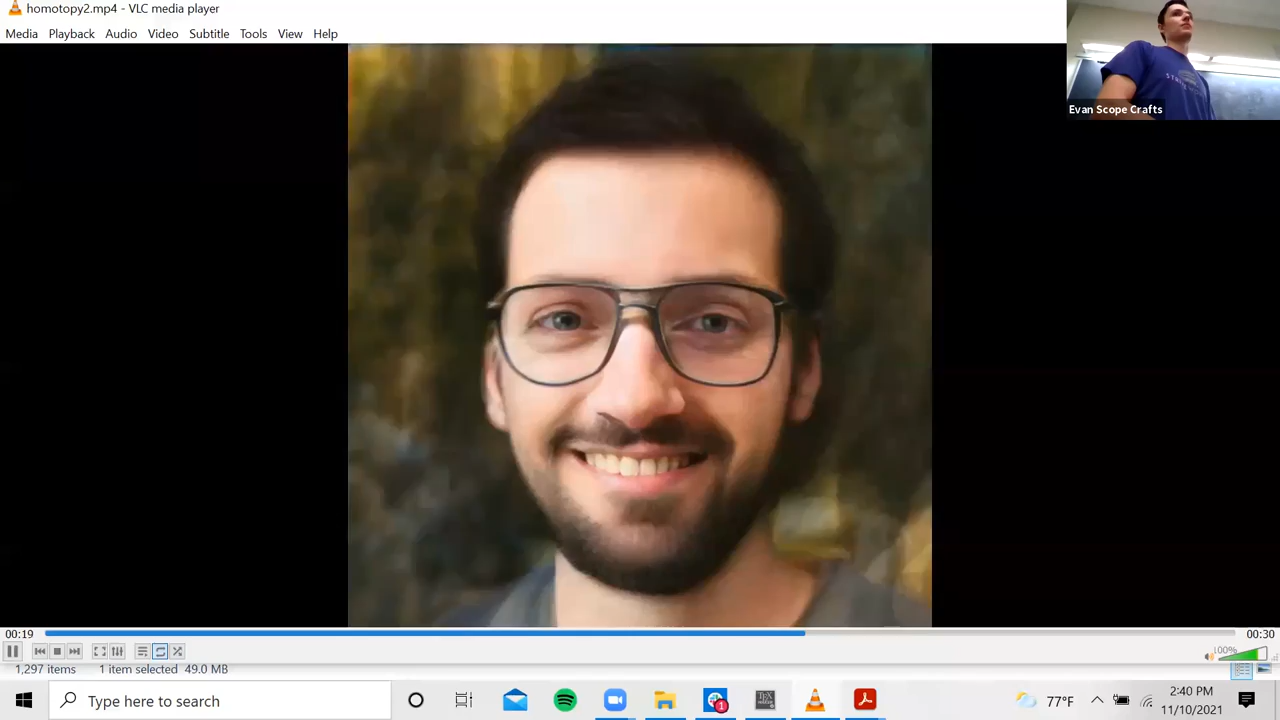 homotopy2.mp4 - VLC media player
Media Playback Audio Video Subtitle Tools View Help
Evan Scope Crafts
00:19
00:30
100%
1,297 items 1 item selected 49.0 MB
Type here to search
1
77°F
2:40 PM
11/10/2021